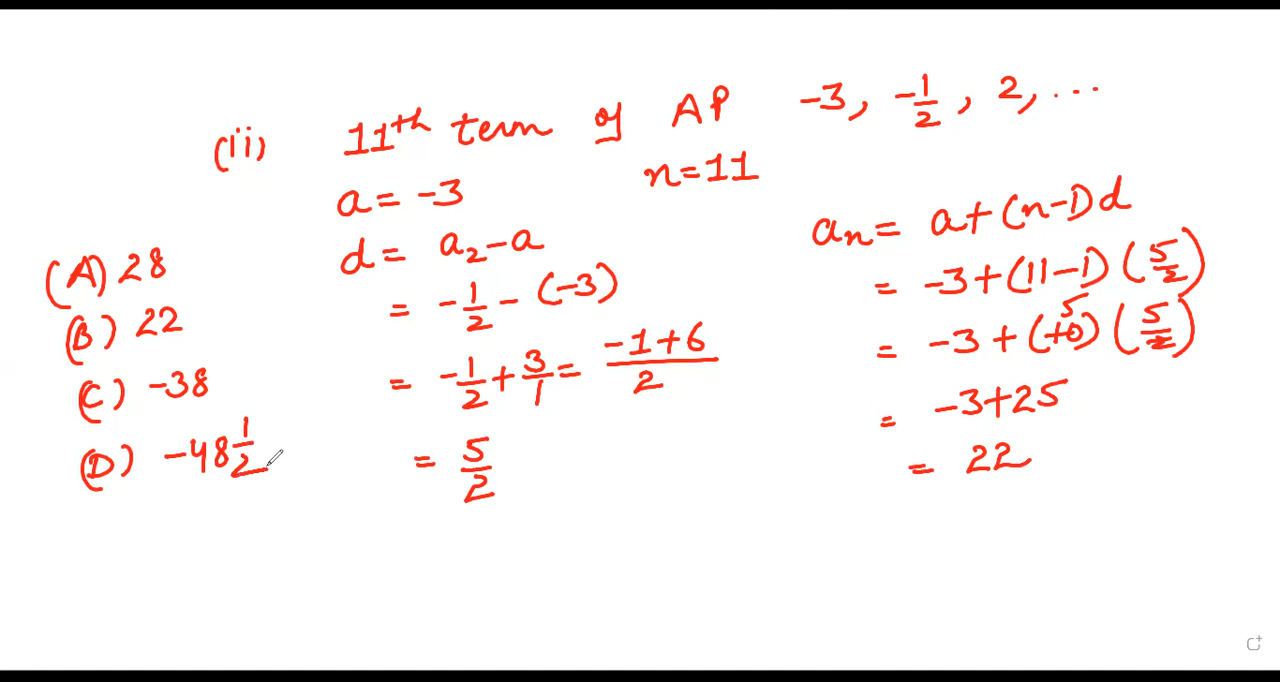 (ii) 11th term of AP -3, -1/2, 2, ...
a = -3 n=11
d = a₂ - a
= -1/2 - (-3)
= -1/2 + 3/1 = (-1+6)/2
= 5/2
aₙ = a+(n-1)d
= -3+(11-1)(5/2)
= -3+(10)(5/2) 5
= -3+25
= 22
(A) 28
(B) 22
(C) -38
(D) -48 1/2